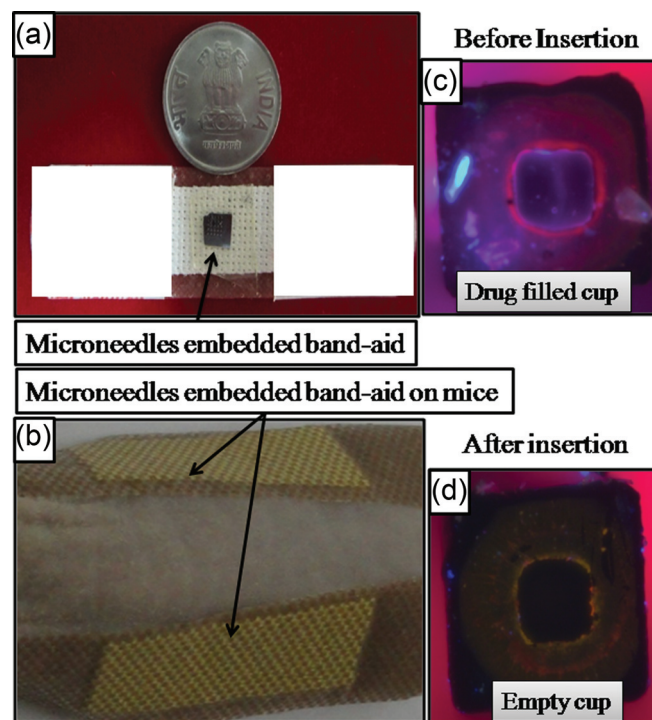 (a)
भारत
INDIA
Before Insertion
(c)
Drug filled cup
Microneedles embedded band-aid
Microneedles embedded band-aid on mice
(b)
After insertion
(d)
Empty cup